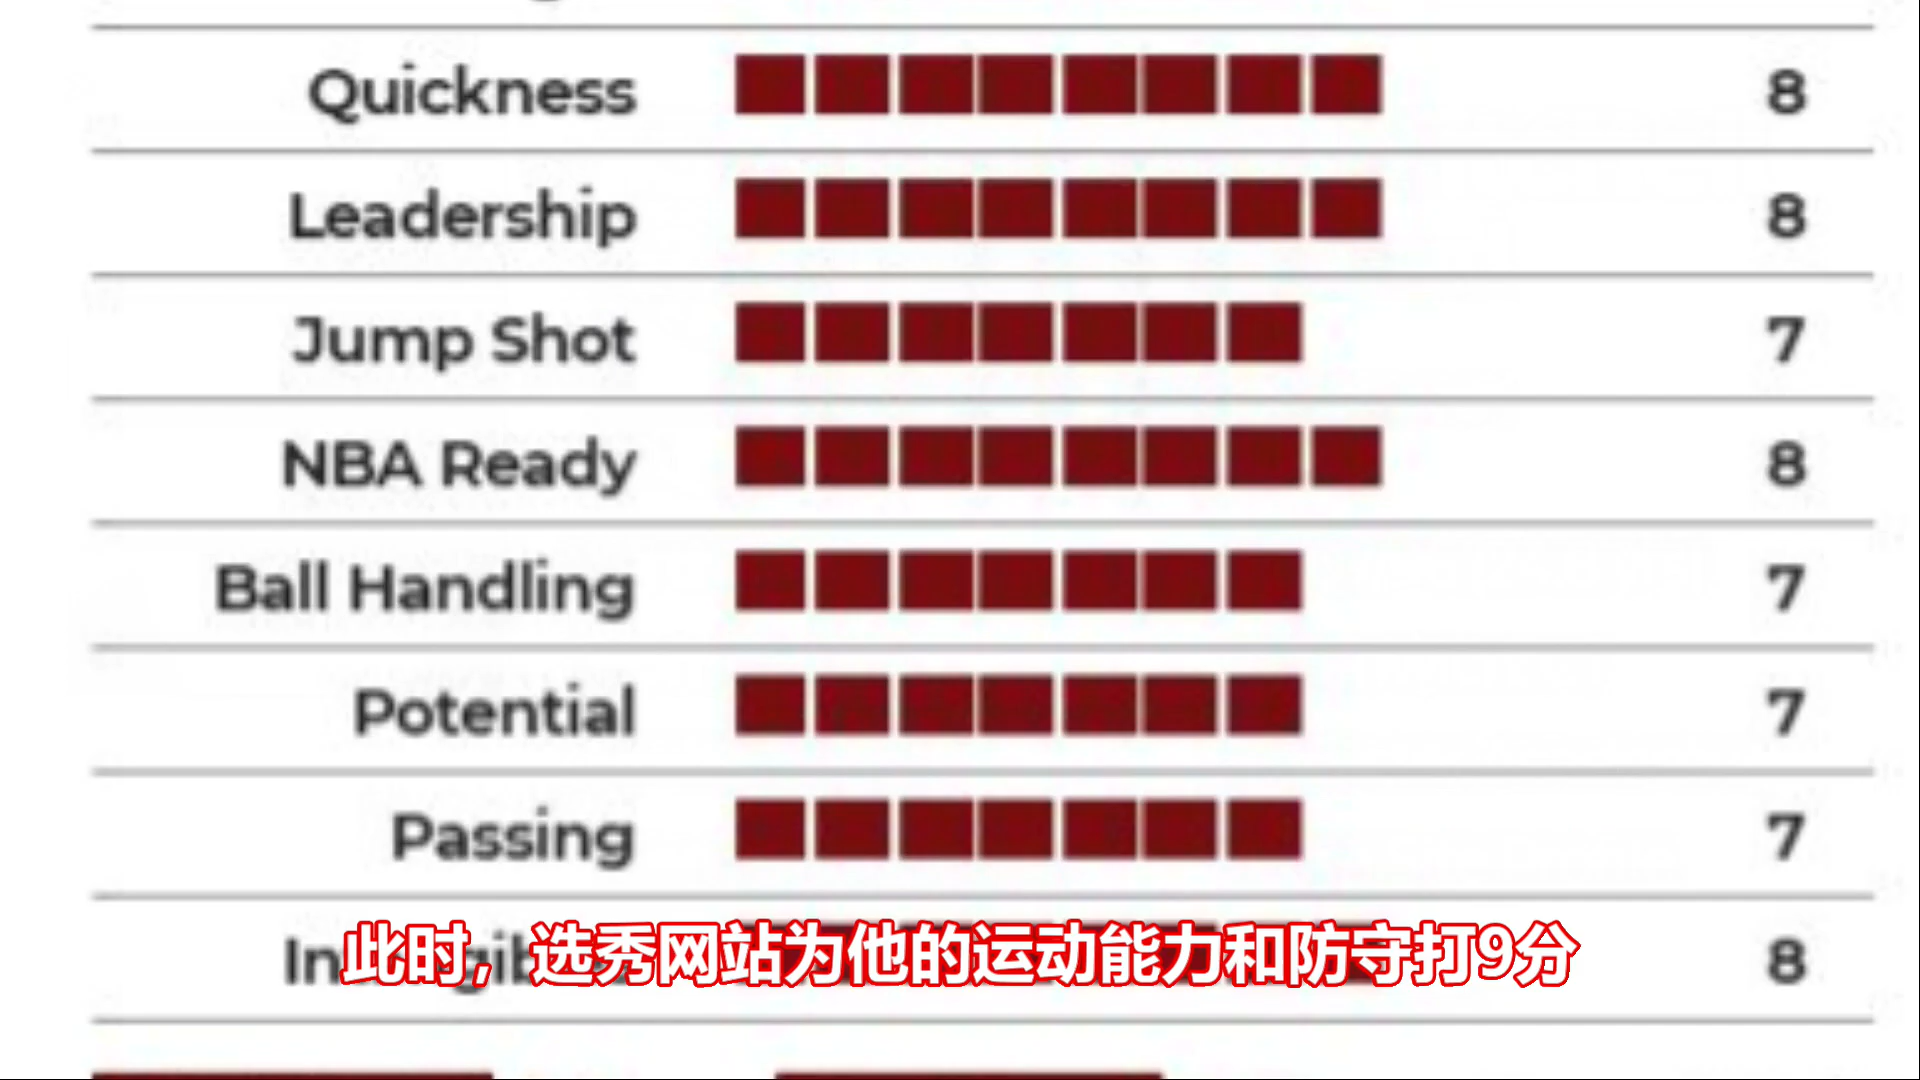 Quickness 8
Leadership 8
Jump Shot 7
NBA Ready 8
Ball Handling 7
Potential 7
Passing 7
8
此时，选秀网站为他的运动能力和防守打9分